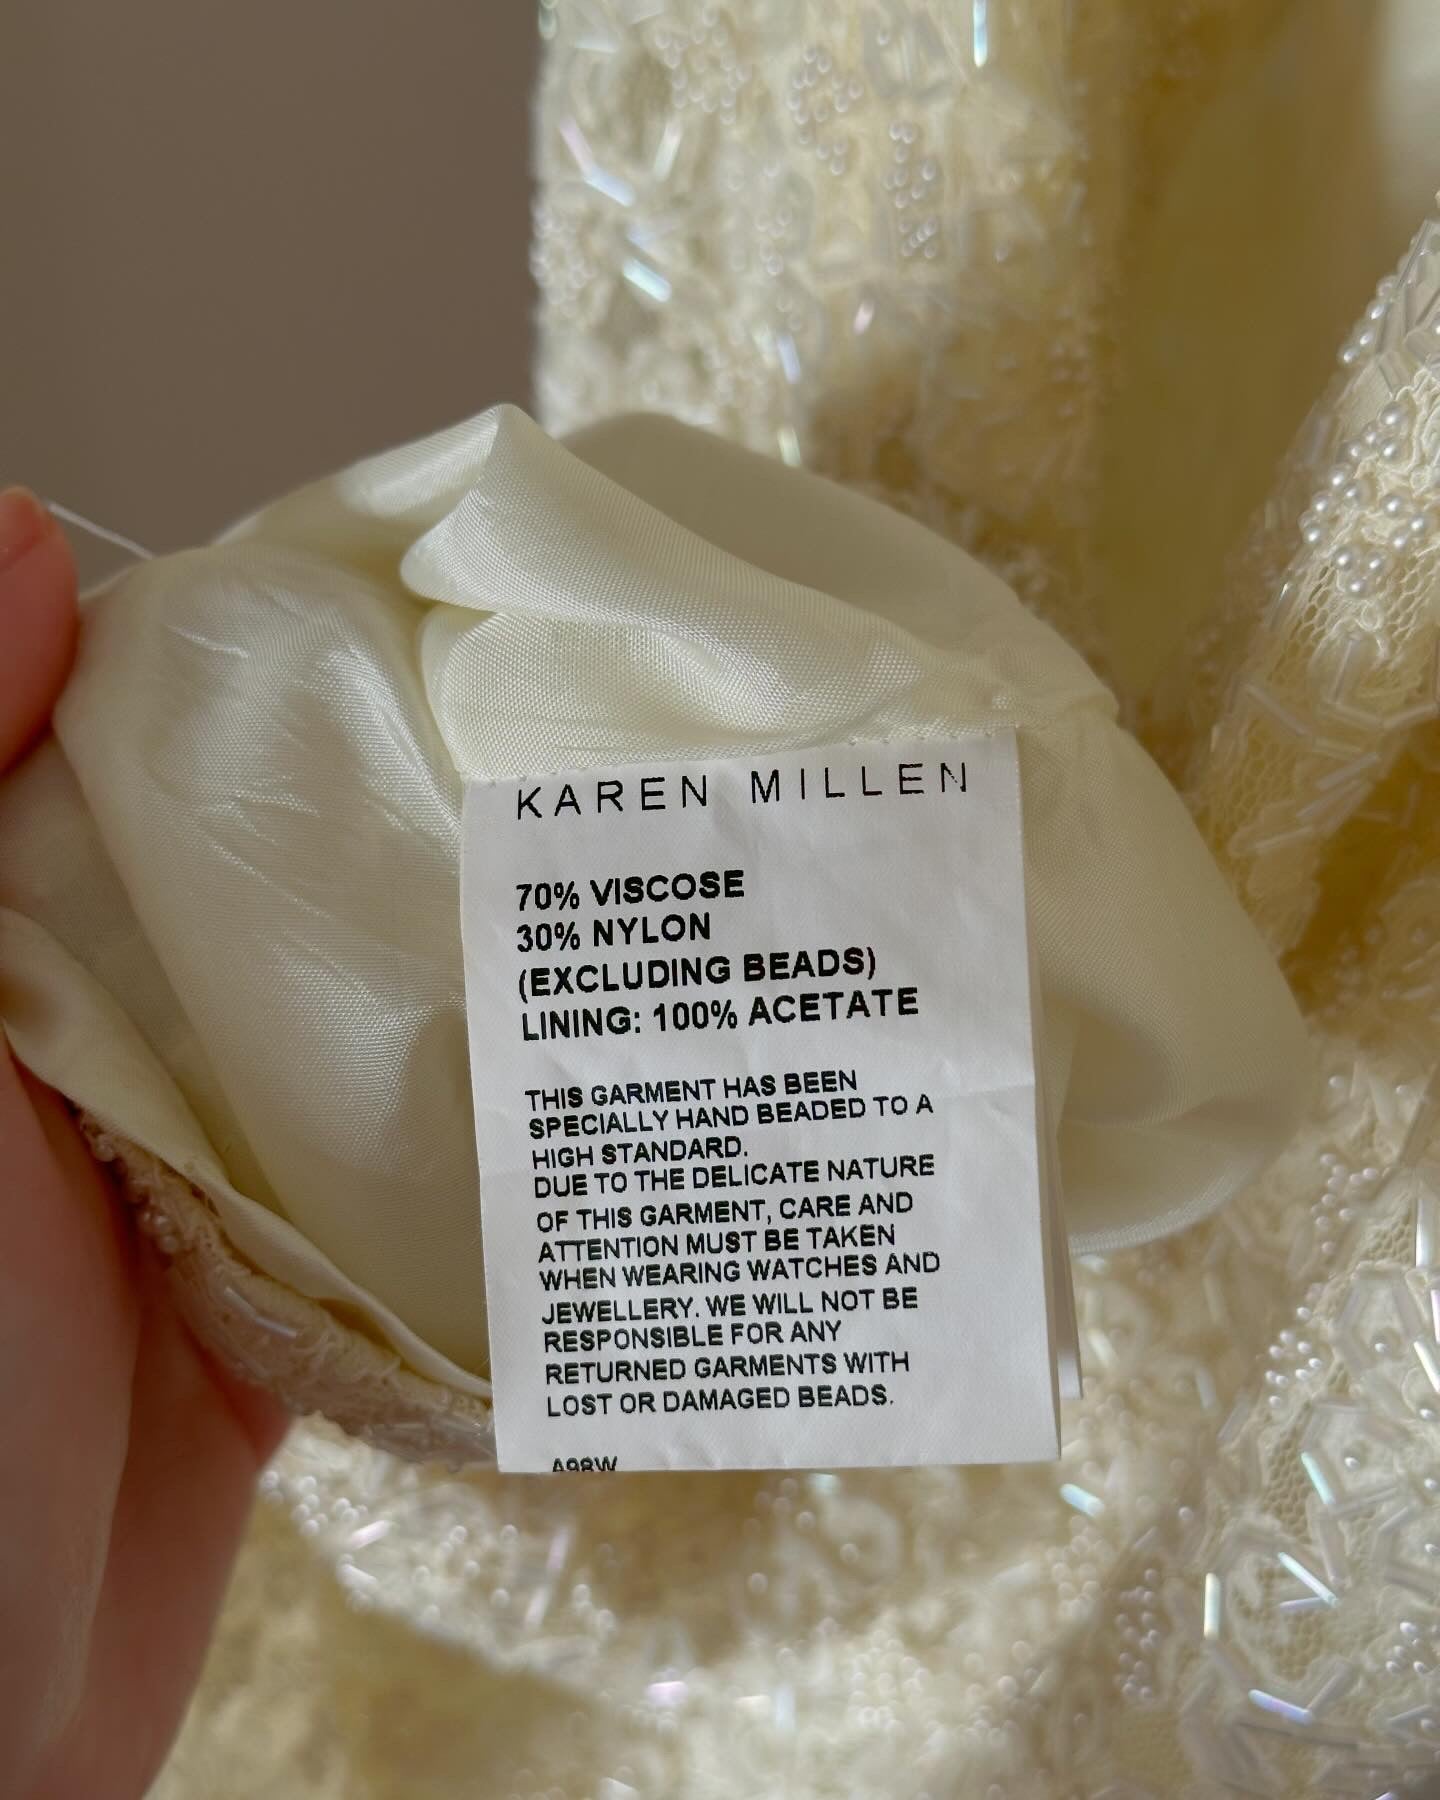 KAREN MILLEN
70% VISCOSE
30% NYLON
(EXCLUDING BEADS)
LINING: 100% ACETATE
THIS GARMENT HAS BEEN
SPECIALLY HAND BEADED TO A
HIGH STANDARD.
DUE TO THE DELICATE NATURE
OF THIS GARMENT, CARE AND
ATTENTION MUST BE TAKEN
WHEN WEARING WATCHES AND
JEWELLERY. WE WILL NOT BE
RESPONSIBLE FOR ANY
RETURNED GARMENTS WITH
LOST OR DAMAGED BEADS.
A98W